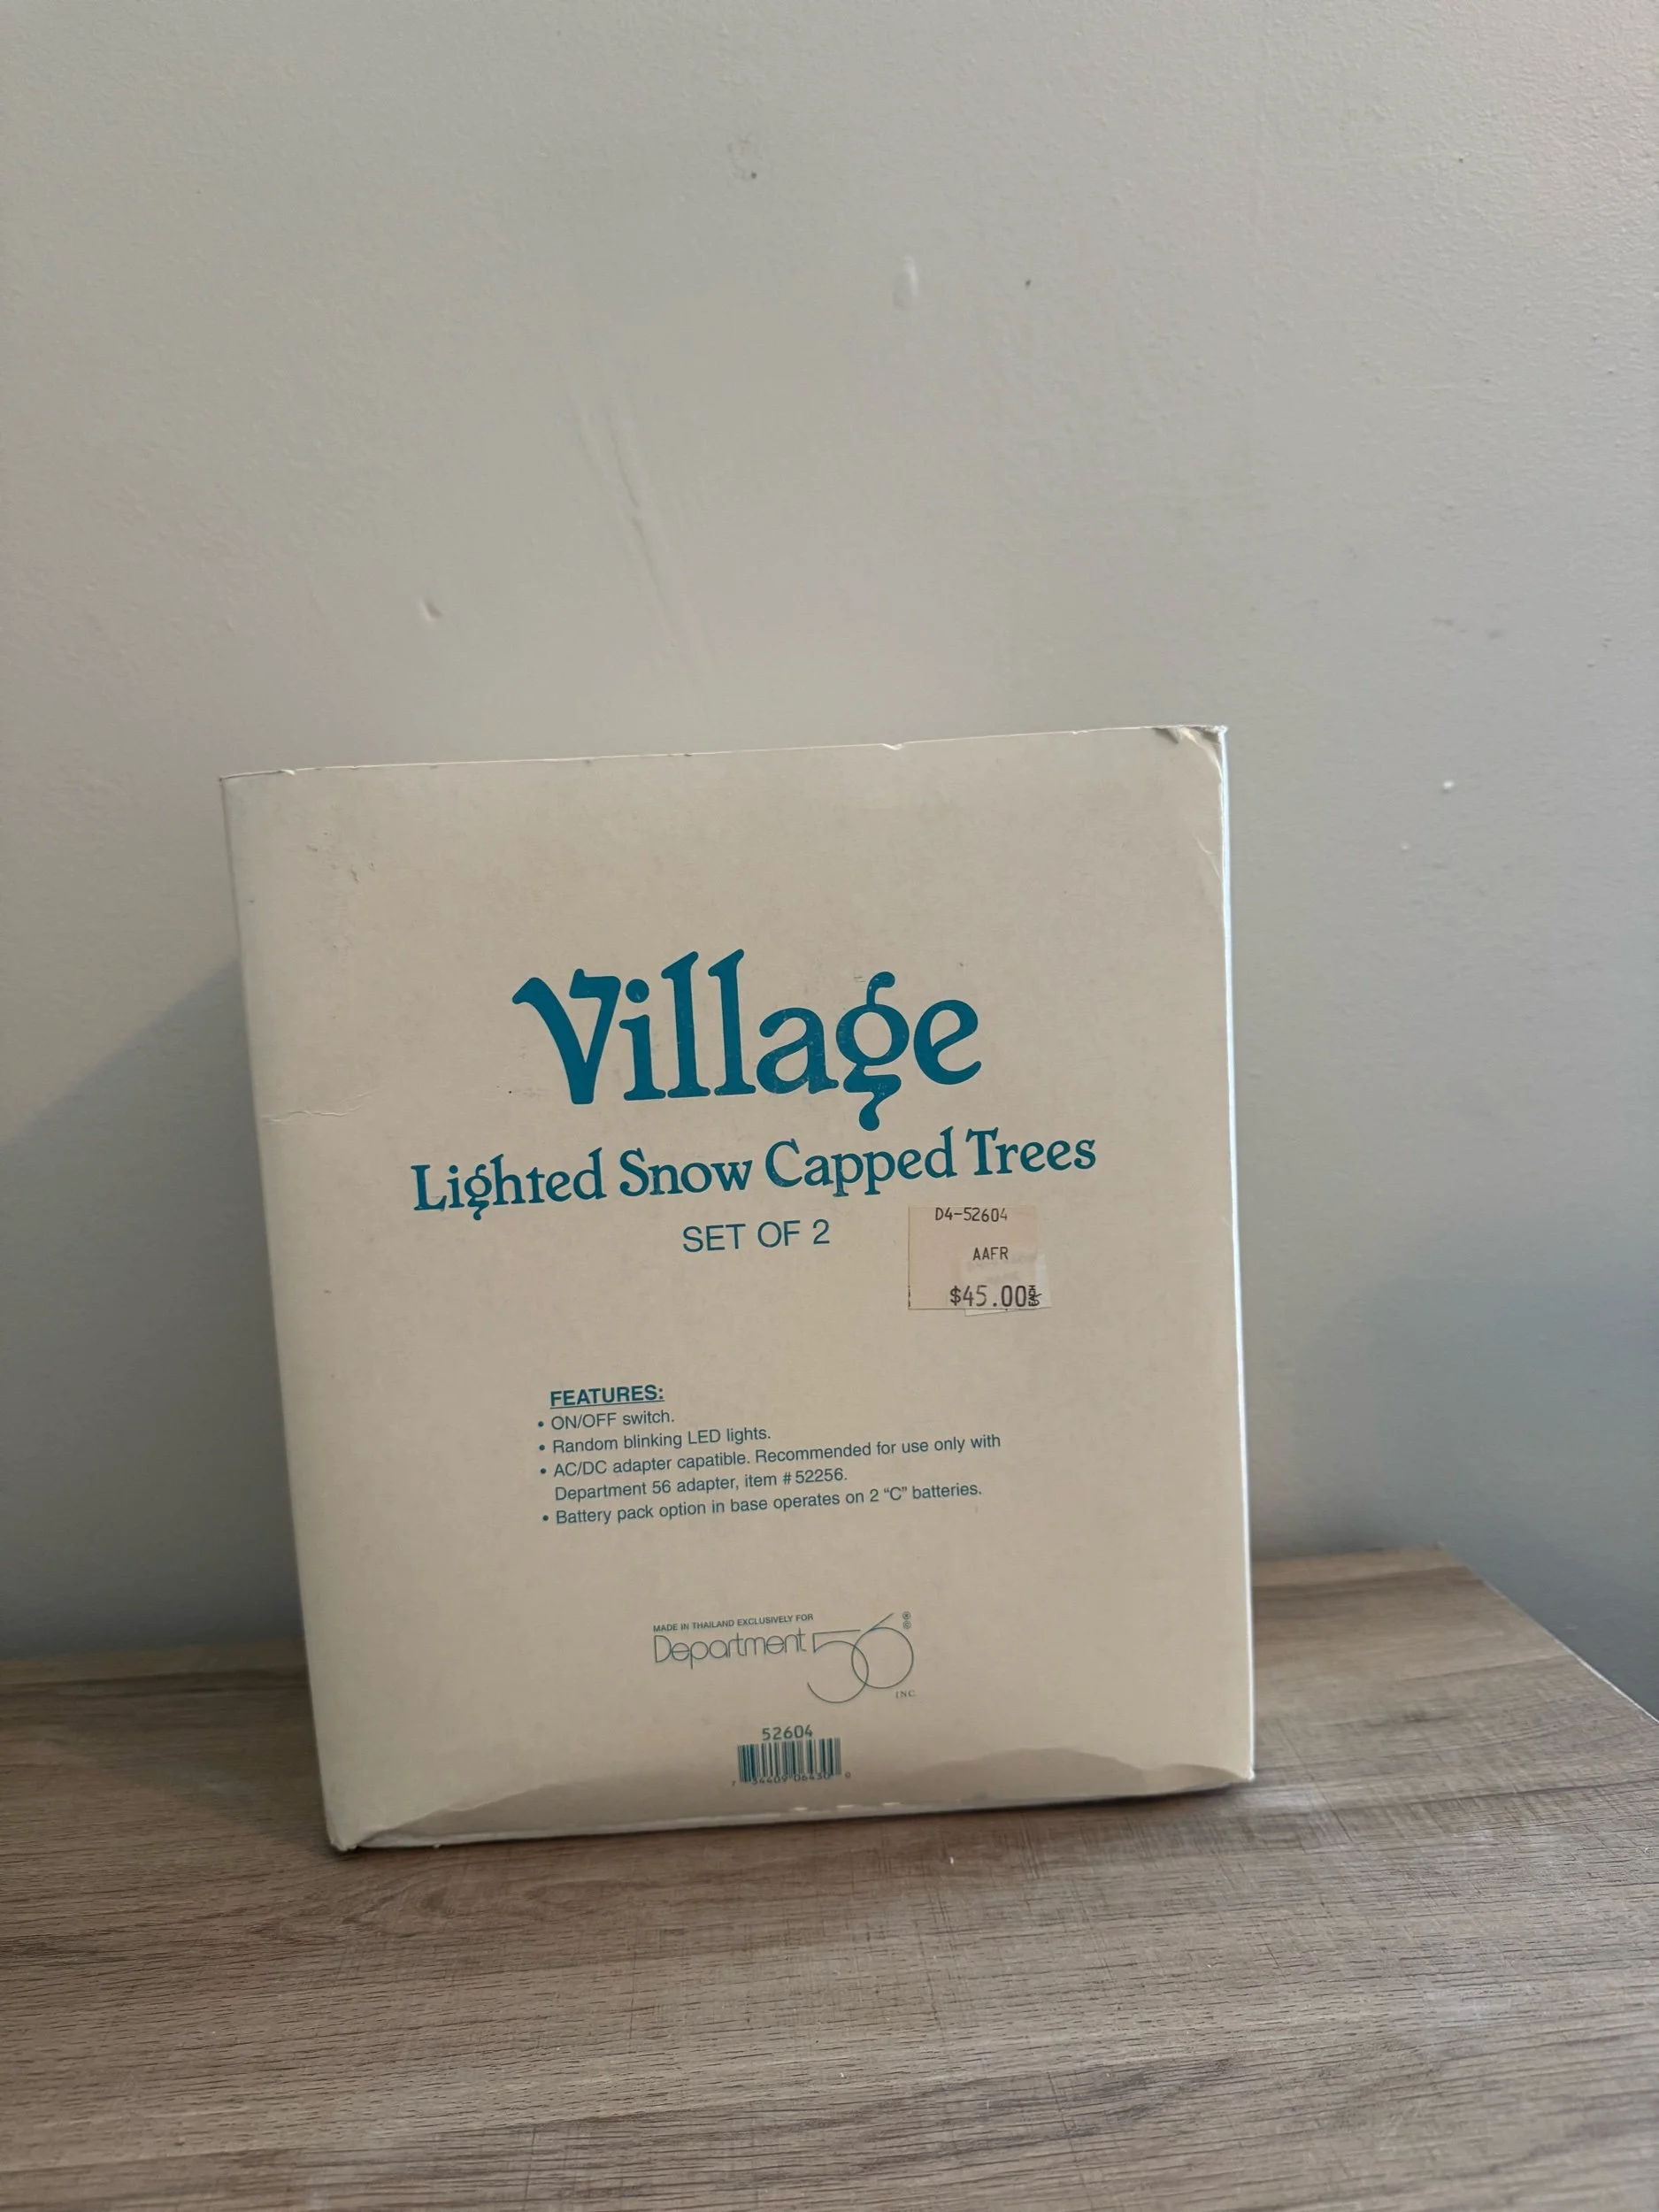 Village
Lighted Snow Capped Trees
SET OF 2
D4-52604
AAFR
$45.00
FEATURES:
• ON/OFF switch.
• Random blinking LED lights.
• AC/DC adapter capatible. Recommended for use only with
Department 56 adapter, item # 52256.
• Battery pack option in base operates on 2 “C” batteries.
MADE IN THAILAND EXCLUSIVELY FOR
Department 56 ®©
INC
52604